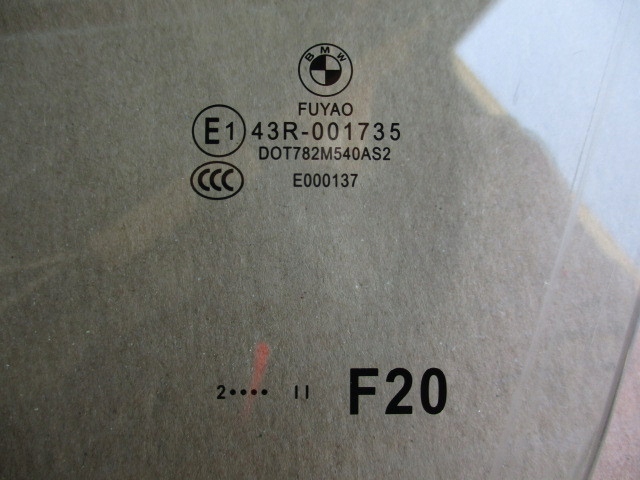 BMW
FUYAO
E1 43R-001735
DOT782M540AS2
CCC E000137
2•••• II F20